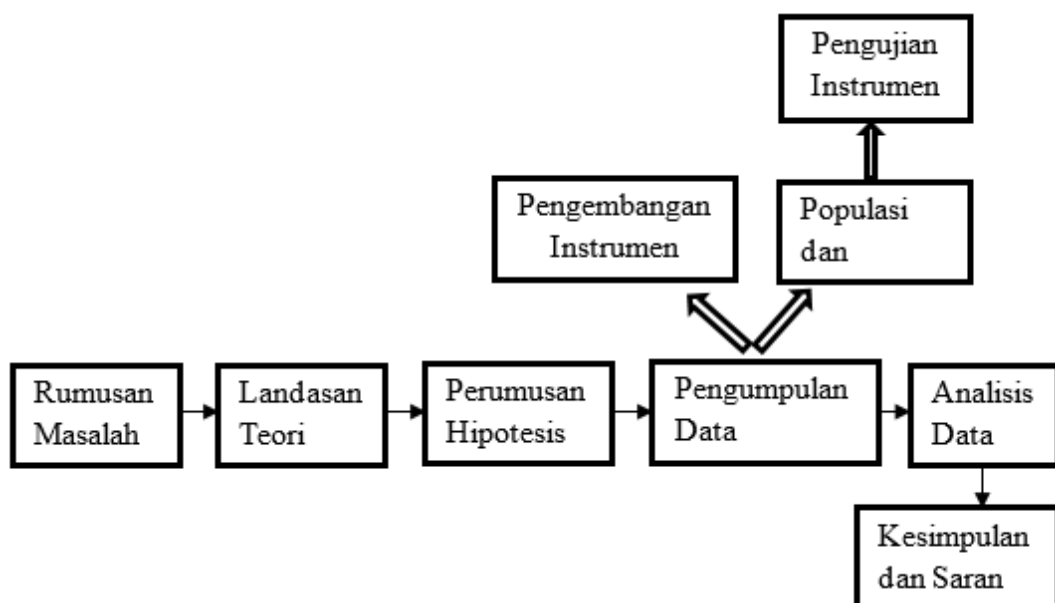 Pengujian
Instrumen
Pengembangan
Instrumen
Populasi
dan
Rumusan
Masalah
Landasan
Teori
Perumusan
Hipotesis
Pengumpulan
Data
Analisis
Data
Kesimpulan
dan Saran